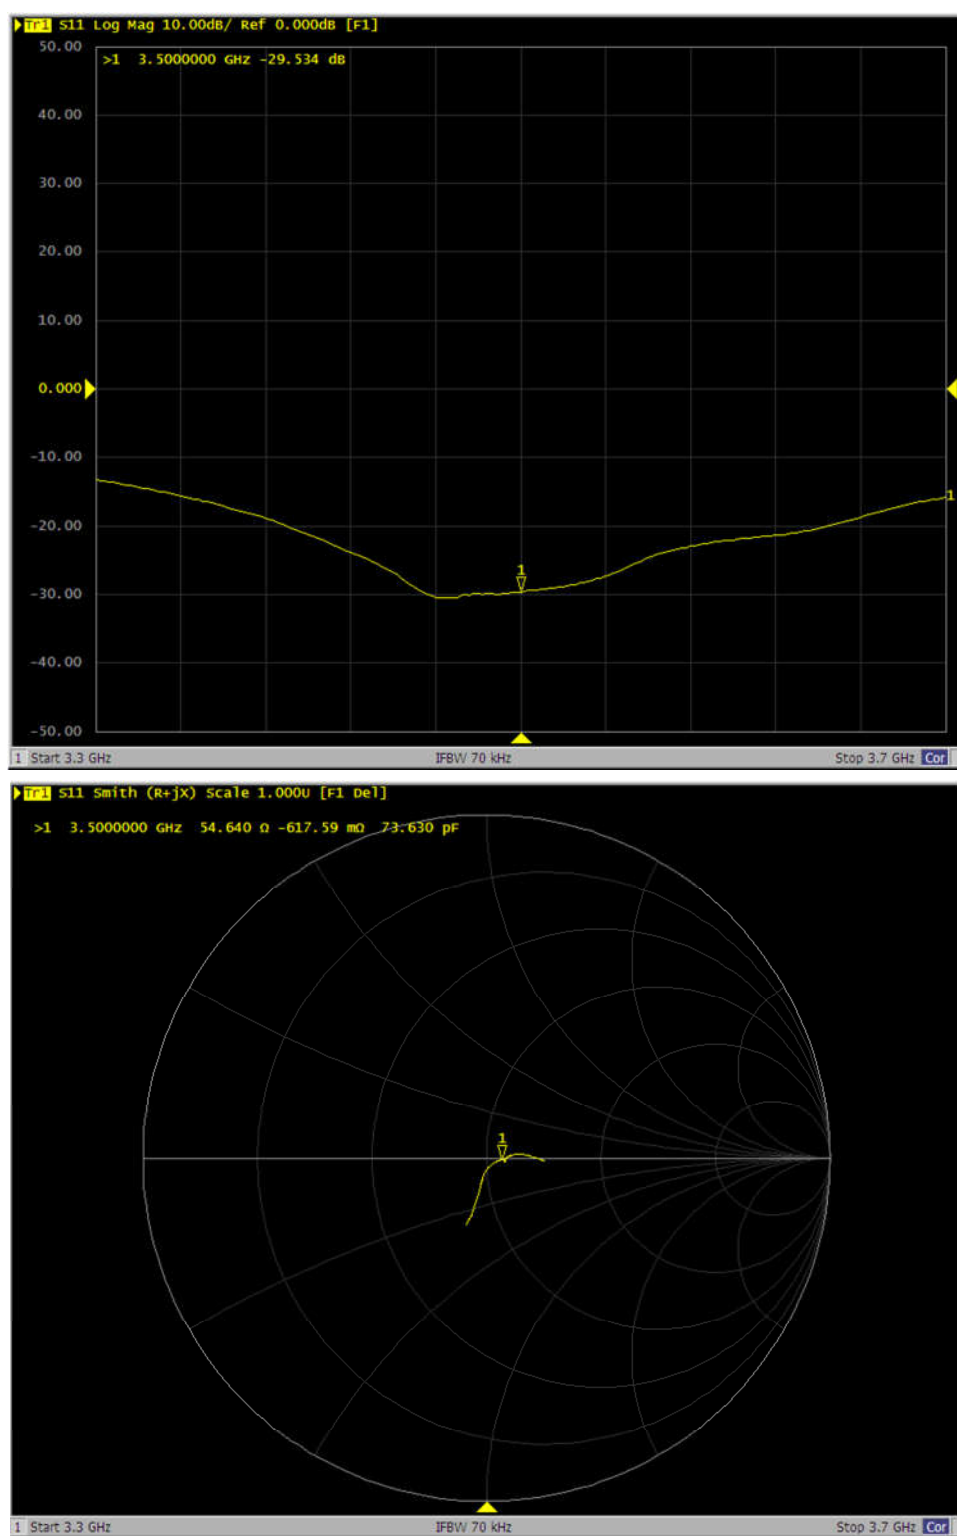 Tr1 S11 Log Mag 10.00dB/ Ref 0.000dB [F1]
50.00
>1 3.5000000 GHz -29.534 dB
40.00
30.00
20.00
10.00
0.000
-10.00
1
-20.00
1
-30.00
-40.00
-50.00
1 Start 3.3 GHz IFBW 70 kHz Stop 3.7 GHz Cor
Tr1 S11 Smith (R+jX) Scale 1.000U [F1 Del]
>1 3.5000000 GHz 54.640 Ω -617.59 mΩ 73.630 pF
1
1 Start 3.3 GHz IFBW 70 kHz Stop 3.7 GHz Cor